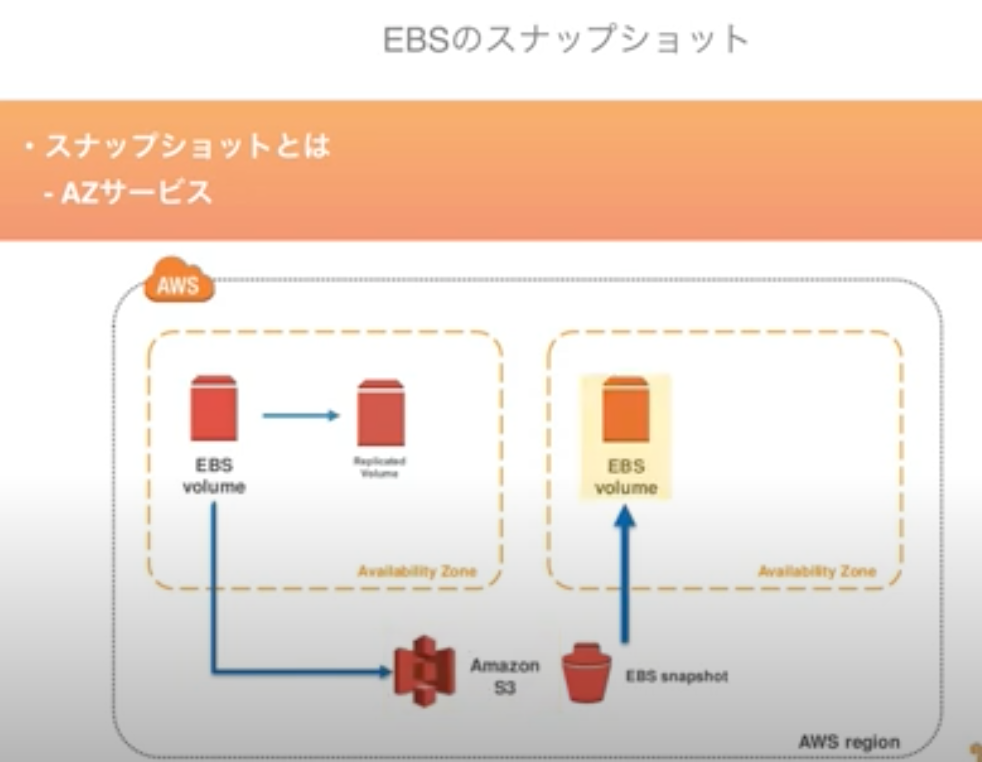 EBSのスナップショット
・スナップショットとは
- AZサービス
AWS
EBS
volume
Replicated
Volume
Availability Zone
EBS
volume
Availability Zone
Amazon
S3
EBS snapshot
AWS region